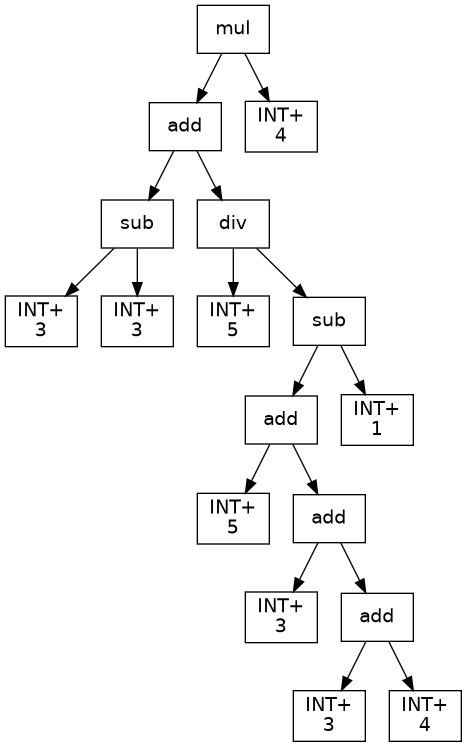 mul
add
INT+
4
sub
div
INT+
3
INT+
3
INT+
5
sub
add
INT+
1
INT+
5
add
INT+
3
add
INT+
3
INT+
4